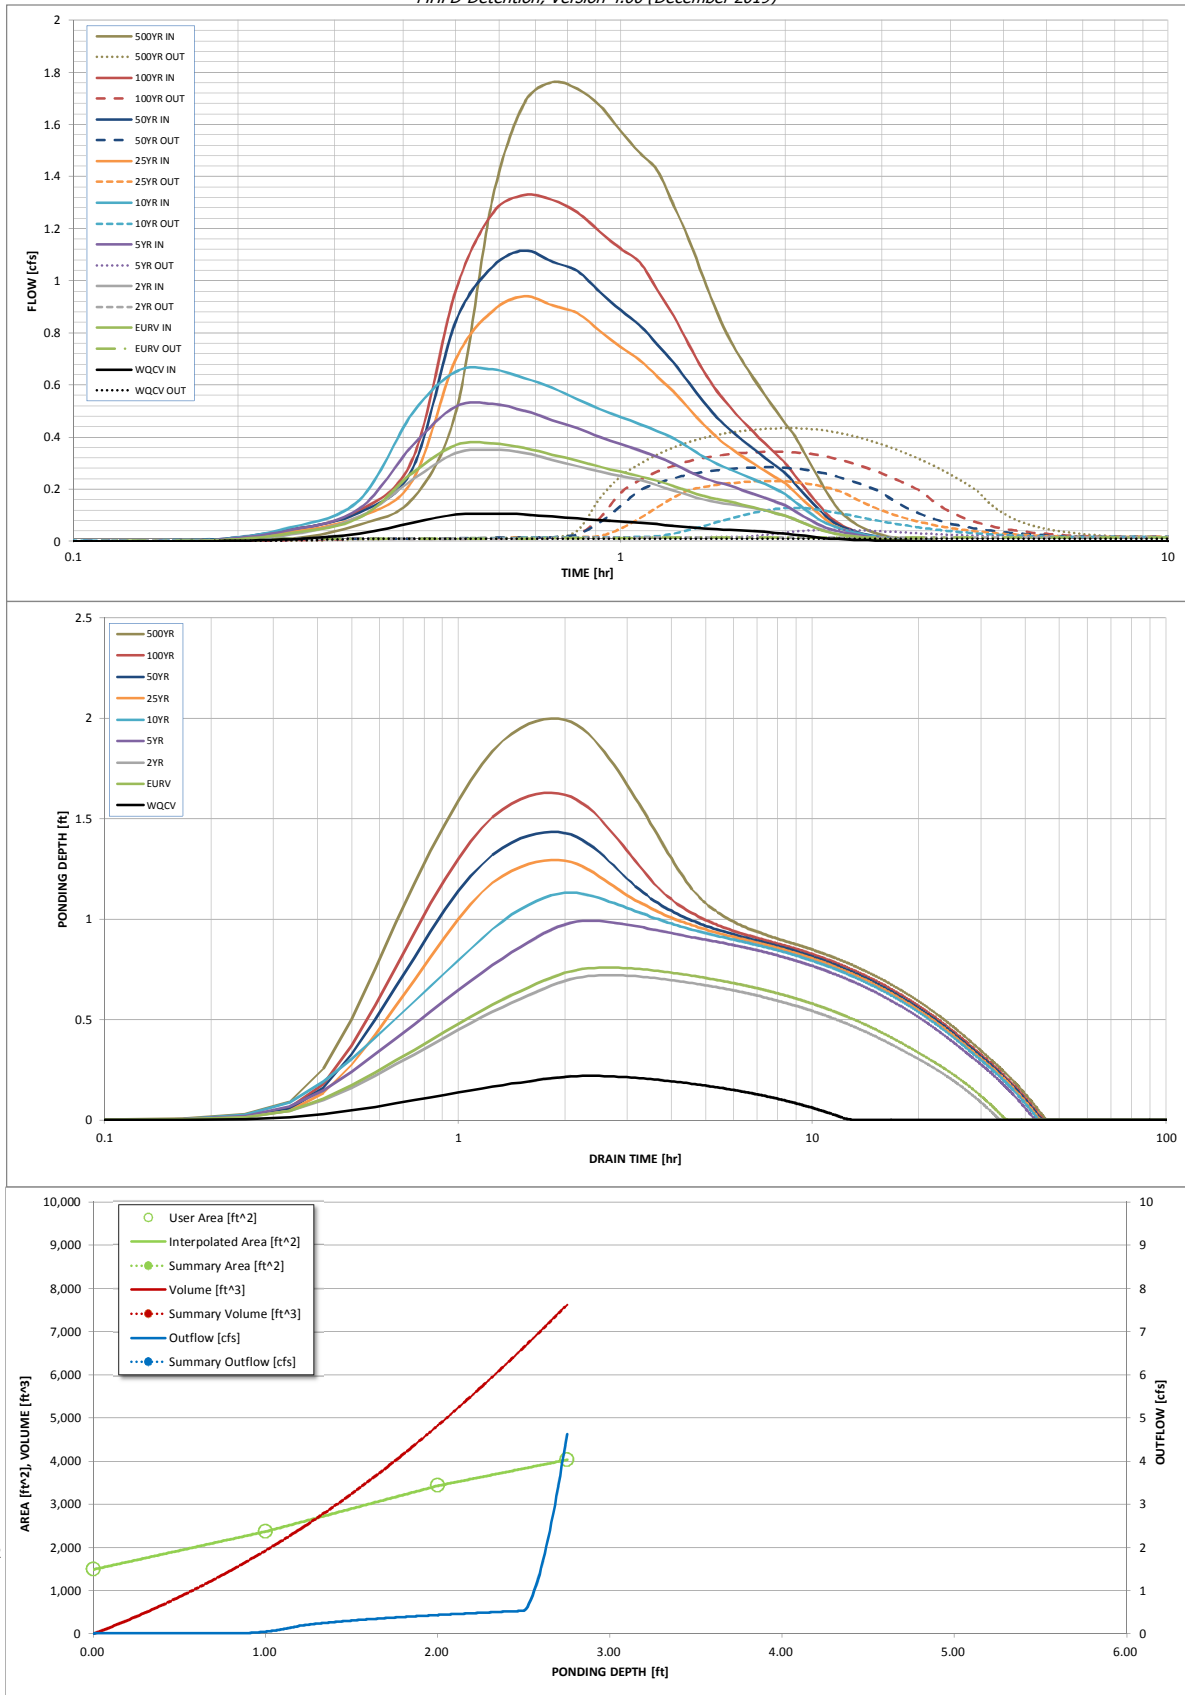 MHFD-Detention, Version 4.00 (December 2019)
500YR IN
500YR OUT
100YR IN
100YR OUT
50YR IN
50YR OUT
25YR IN
25YR OUT
10YR IN
10YR OUT
5YR IN
5YR OUT
2YR IN
2YR OUT
EURV IN
EURV OUT
WQCV IN
WQCV OUT
2
1.8
1.6
1.4
1.2
1
0.8
0.6
0.4
0.2
0
FLOW [cfs]
0.1
1
10
TIME [hr]
500YR
100YR
50YR
25YR
10YR
5YR
2YR
EURV
WQCV
2.5
2
1.5
1
0.5
0
PONDING DEPTH [ft]
0.1
1
10
100
DRAIN TIME [hr]
User Area [ft^2]
Interpolated Area [ft^2]
Summary Area [ft^2]
Volume [ft^3]
Summary Volume [ft^3]
Outflow [cfs]
Summary Outflow [cfs]
10,000
9,000
8,000
7,000
6,000
5,000
4,000
3,000
2,000
1,000
0
AREA [ft^2], VOLUME [ft^3]
10
9
8
7
6
5
4
3
2
1
0
OUTFLOW [cfs]
0.00
1.00
2.00
3.00
4.00
5.00
6.00
PONDING DEPTH [ft]